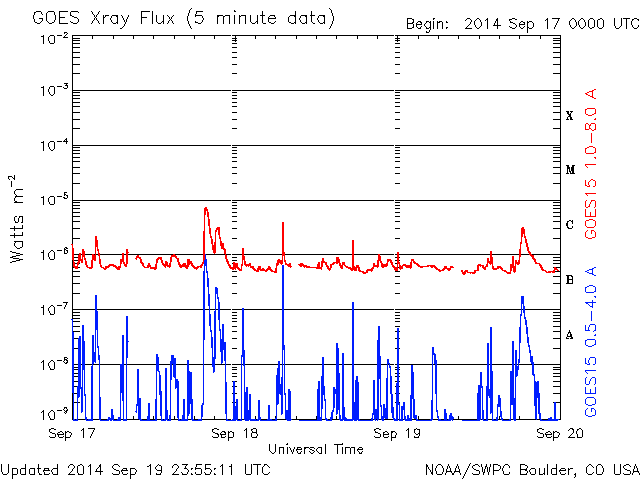 GOES Xray Flux (5 minute data)
Begin: 2014 Sep 17 0000 UTC
10⁻²
10⁻³
10⁻⁴
10⁻⁵
10⁻⁶
10⁻⁷
10⁻⁸
10⁻⁹
Watts m⁻²
X
M
C
B
A
GOES15 1.0-8.0 A
GOES15 0.5-4.0 A
Sep 17
Sep 18
Sep 19
Sep 20
Universal Time
Updated 2014 Sep 19 23:55:11 UTC
NOAA/SWPC Boulder, CO USA